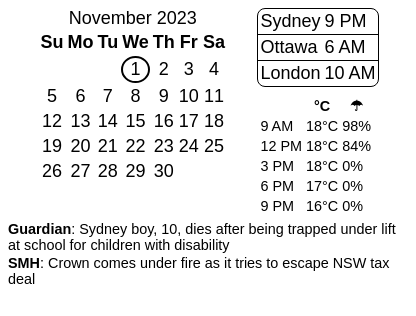 November 2023
Su Mo Tu We Th Fr Sa
1 2 3 4
5 6 7 8 9 10 11
12 13 14 15 16 17 18
19 20 21 22 23 24 25
26 27 28 29 30
Sydney 9 PM
Ottawa 6 AM
London 10 AM
°C ☂
9 AM 18°C 98%
12 PM 18°C 84%
3 PM 18°C 0%
6 PM 17°C 0%
9 PM 16°C 0%
Guardian: Sydney boy, 10, dies after being trapped under lift
at school for children with disability
SMH: Crown comes under fire as it tries to escape NSW tax
deal